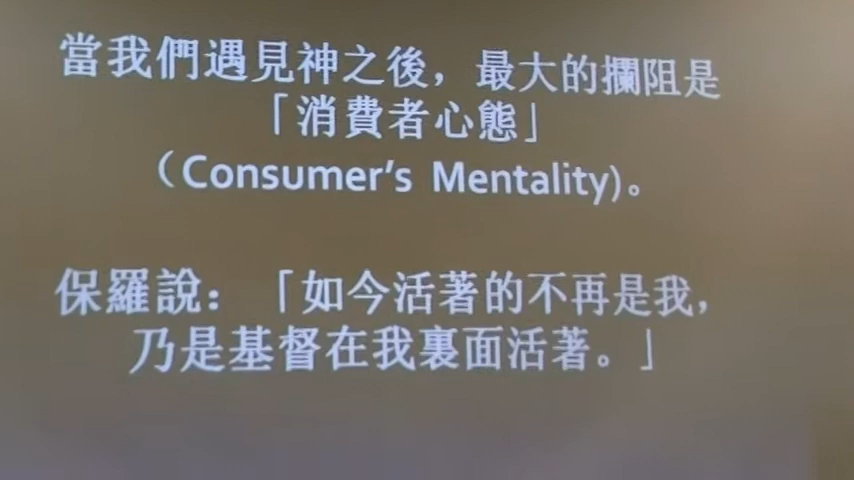 當我們遇見神之後，最大的攔阻是
「消費者心態」
（Consumer's Mentality)。
保羅說：「如今活著的不再是我，
乃是基督在我裏面活著。」